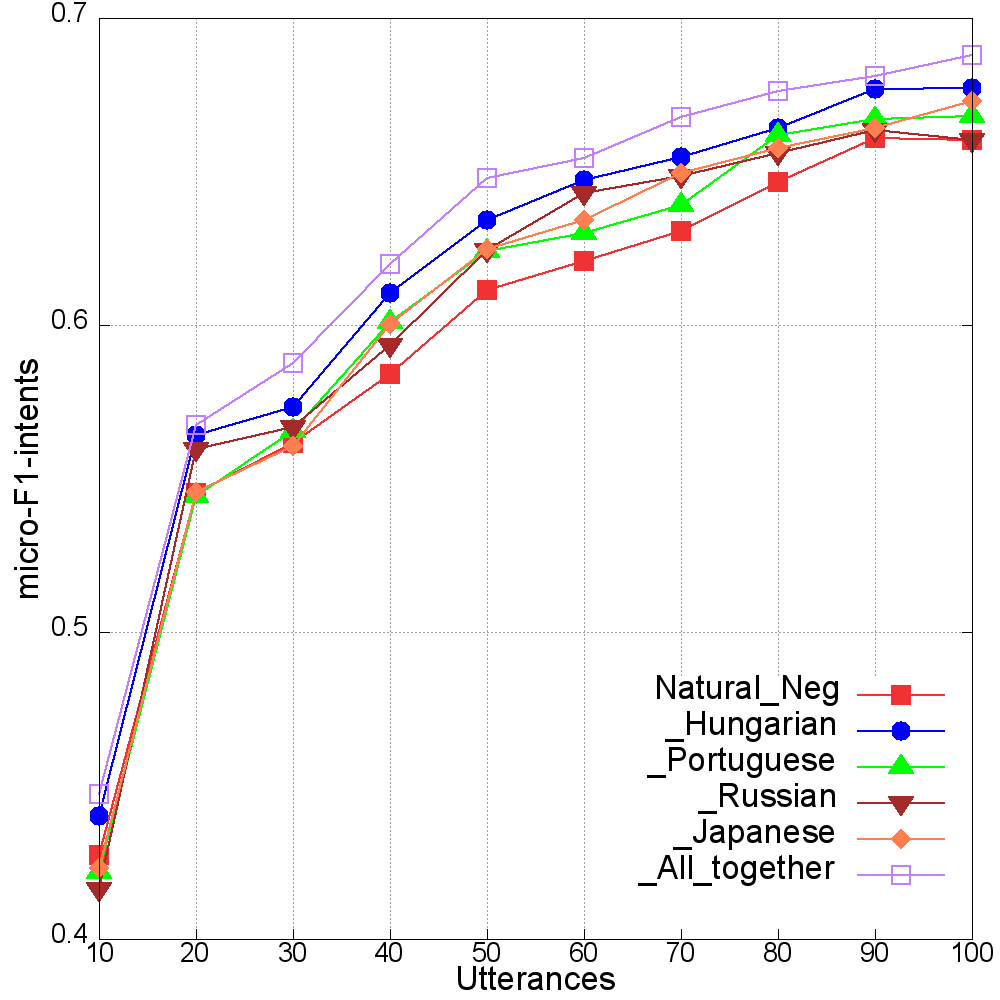 0.7
0.6
0.5
0.4
micro-F1-intents
Natural_Neg
_Hungarian
_Portuguese
_Russian
_Japanese
_All_together
10 20 30 40 50 60 70 80 90 100
Utterances